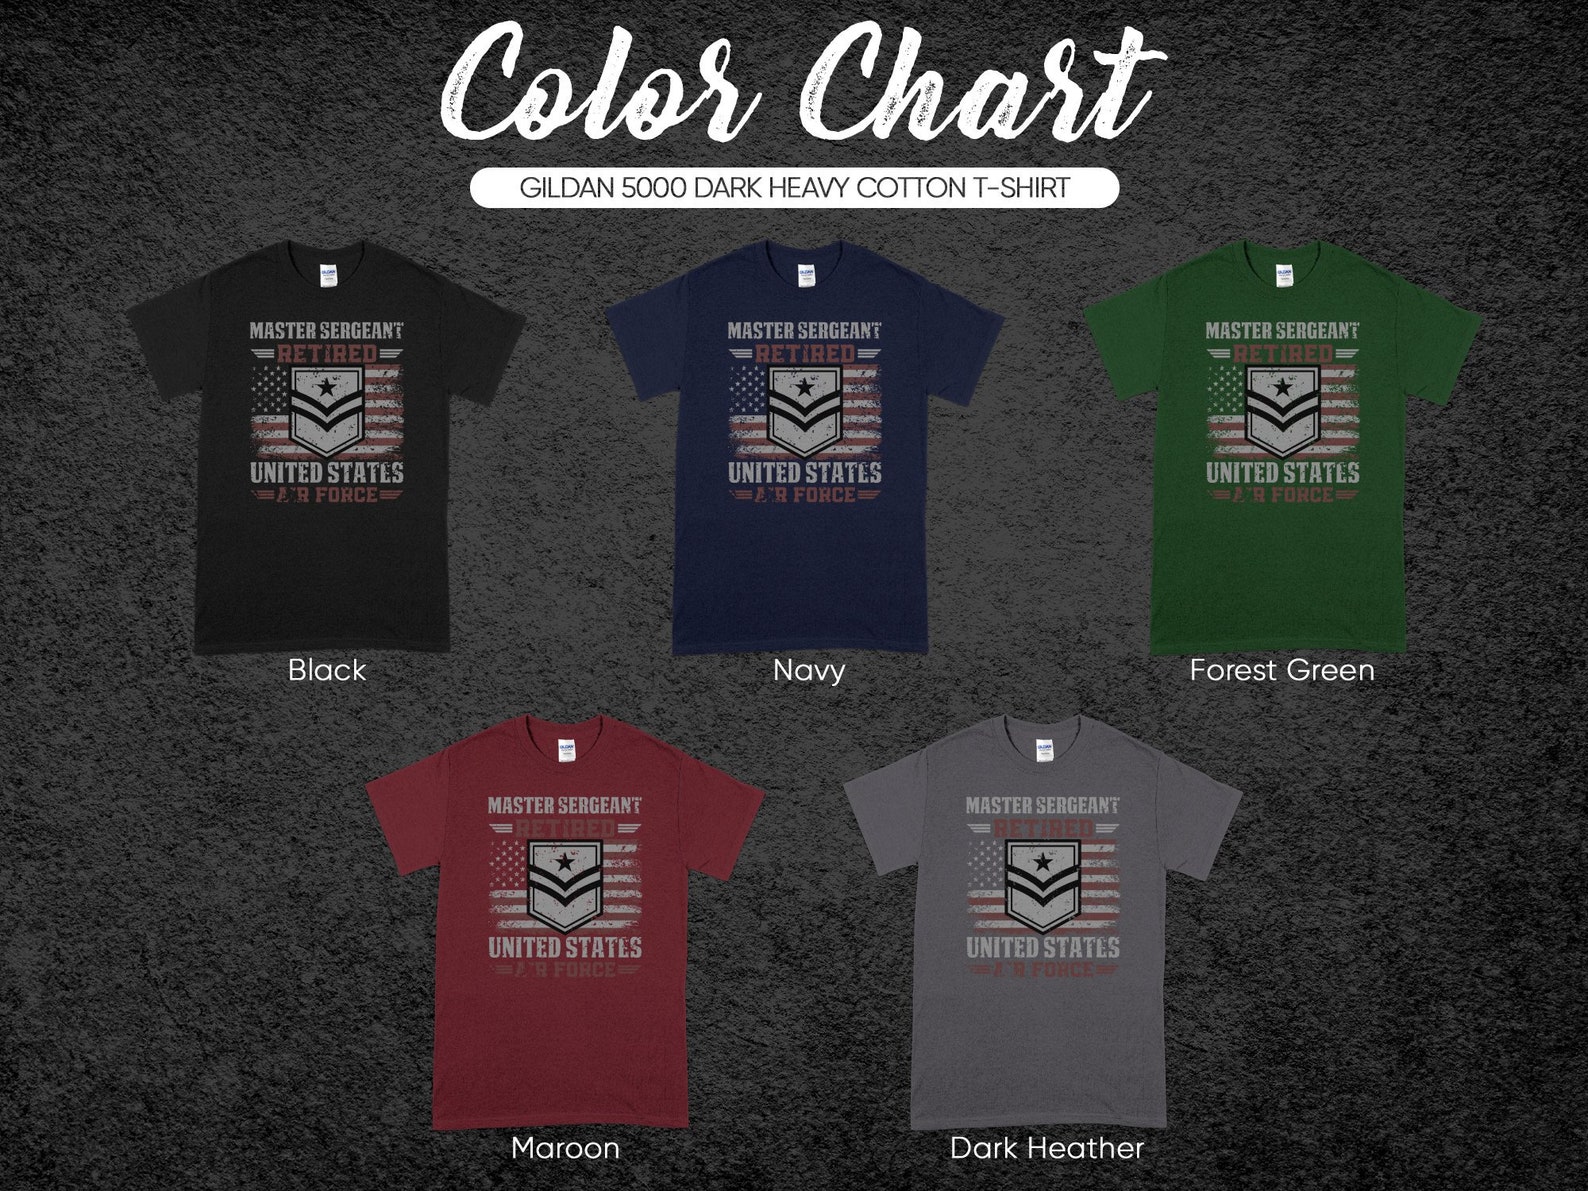 Color Chart
GILDAN 5000 DARK HEAVY COTTON T-SHIRT
GILDAN
MASTER SERGEANT
RETIRED
UNITED STATES
AIR FORCE
Black
GILDAN
MASTER SERGEANT
RETIRED
UNITED STATES
AIR FORCE
Navy
GILDAN
MASTER SERGEANT
RETIRED
UNITED STATES
AIR FORCE
Forest Green
GILDAN
MASTER SERGEANT
RETIRED
UNITED STATES
AIR FORCE
Maroon
GILDAN
MASTER SERGEANT
RETIRED
UNITED STATES
AIR FORCE
Dark Heather